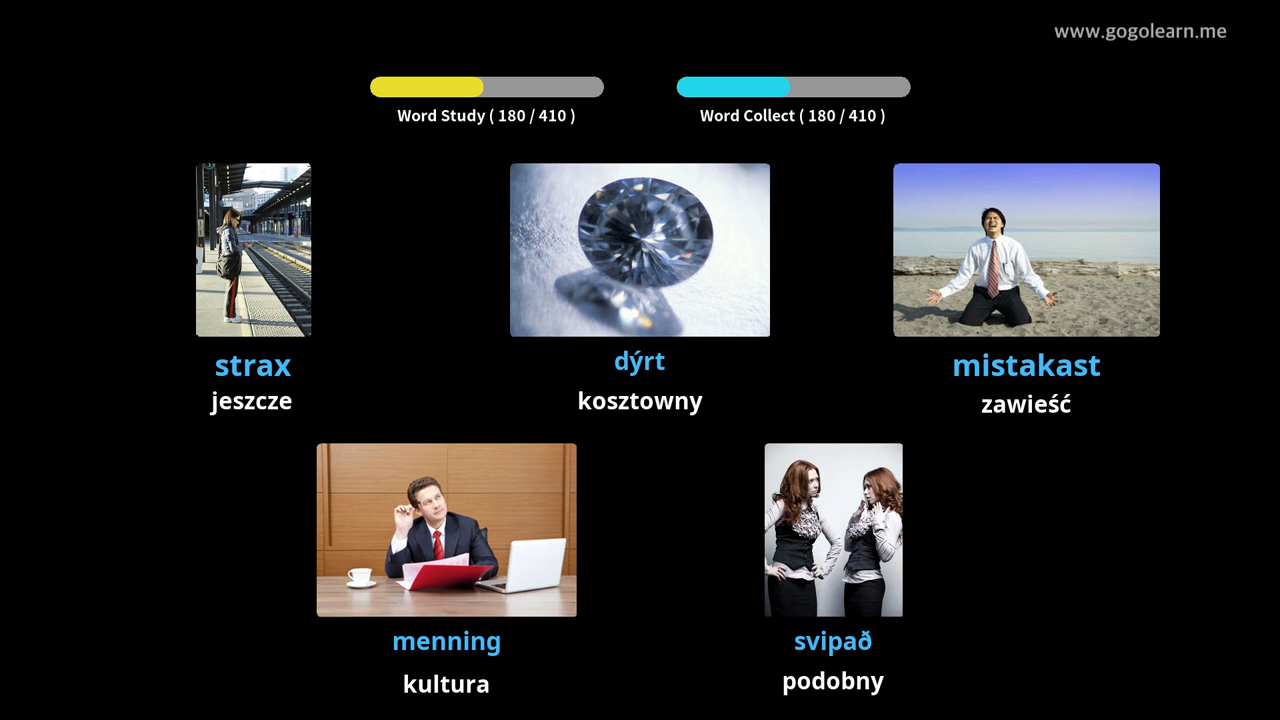 www.gogolearn.me
Word Study ( 180 / 410 )
Word Collect ( 180 / 410 )
strax
jeszcze
dýrt
kosztowny
mistakast
zawieść
menning
kultura
svipað
podobny